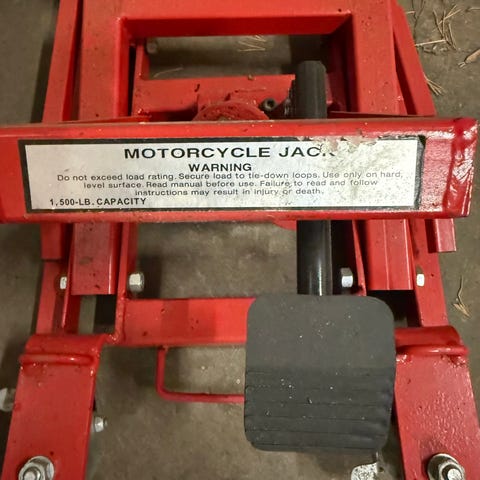 MOTORCYCLE JACK
WARNING
Do not exceed load rating. Secure load to tie-down loops. Use only on hard,
level surface. Read manual before use. Failure to read and follow
instructions may result in injury or death.
1,500-LB. CAPACITY